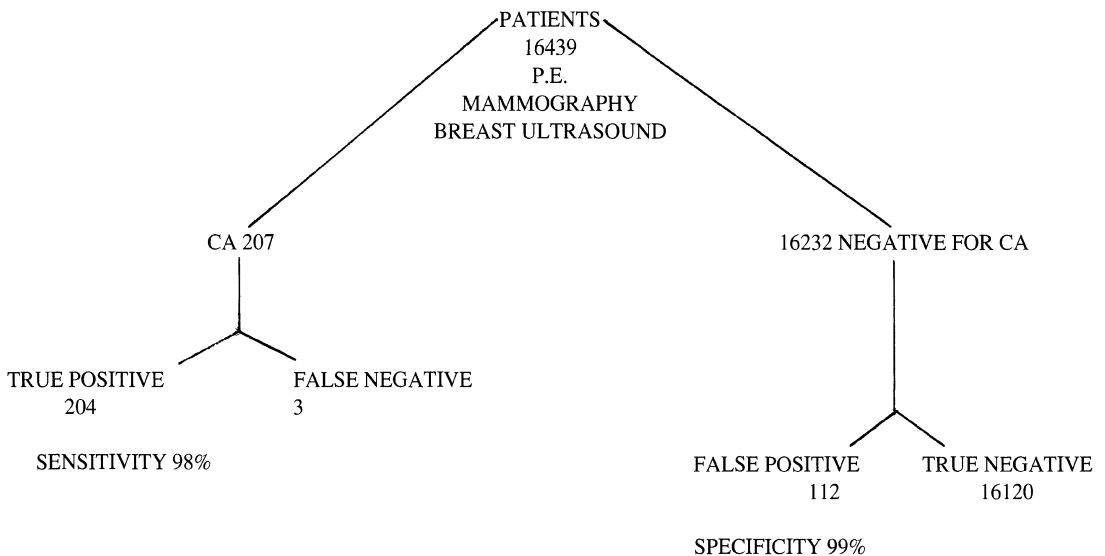 PATIENTS
16439
P.E.
MAMMOGRAPHY
BREAST ULTRASOUND
CA 207
16232 NEGATIVE FOR CA
TRUE POSITIVE
204
FALSE NEGATIVE
3
SENSITIVITY 98%
FALSE POSITIVE
112
TRUE NEGATIVE
16120
SPECIFICITY 99%